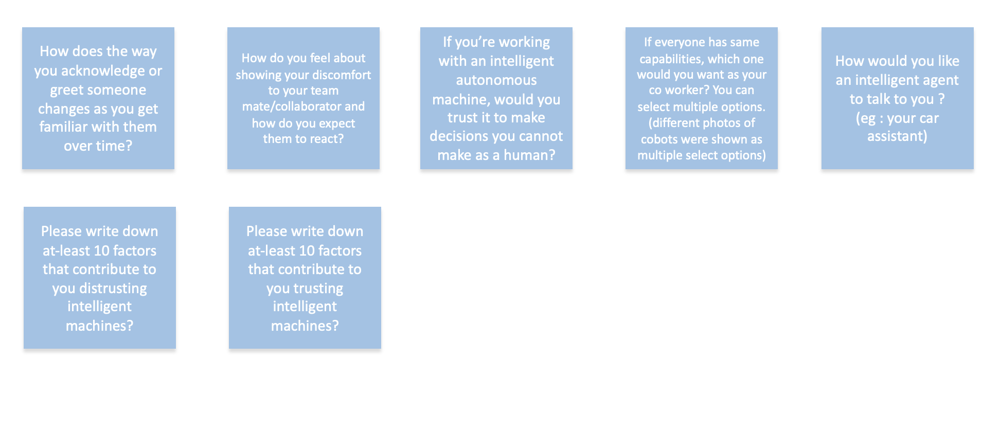 How does the way
you acknowledge or
greet someone
changes as you get
familiar with them
over time?
How do you feel about
showing your discomfort
to your team
mate/collaborator and
how do you expect
them to react?
If you’re working
with an intelligent
autonomous
machine, would you
trust it to make
decisions you cannot
make as a human?
If everyone has same
capabilities, which one
would you want as your
co worker? You can
select multiple options.
(different photos of
cobots were shown as
multiple select options)
How would you like
an intelligent agent
to talk to you ?
(eg : your car
assistant)
Please write down
at-least 10 factors
that contribute to
you distrusting
intelligent
machines?
Please write down
at-least 10 factors
that contribute to
you trusting
intelligent
machines?